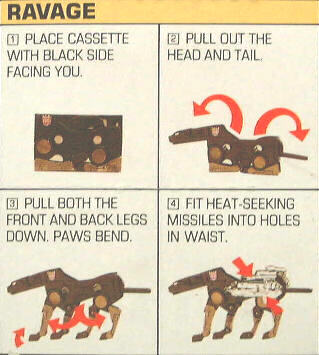 RAVAGE
1 PLACE CASSETTE
WITH BLACK SIDE
FACING YOU.
2 PULL OUT THE
HEAD AND TAIL.
3 PULL BOTH THE
FRONT AND BACK LEGS
DOWN. PAWS BEND.
4 FIT HEAT-SEEKING
MISSILES INTO HOLES
IN WAIST.